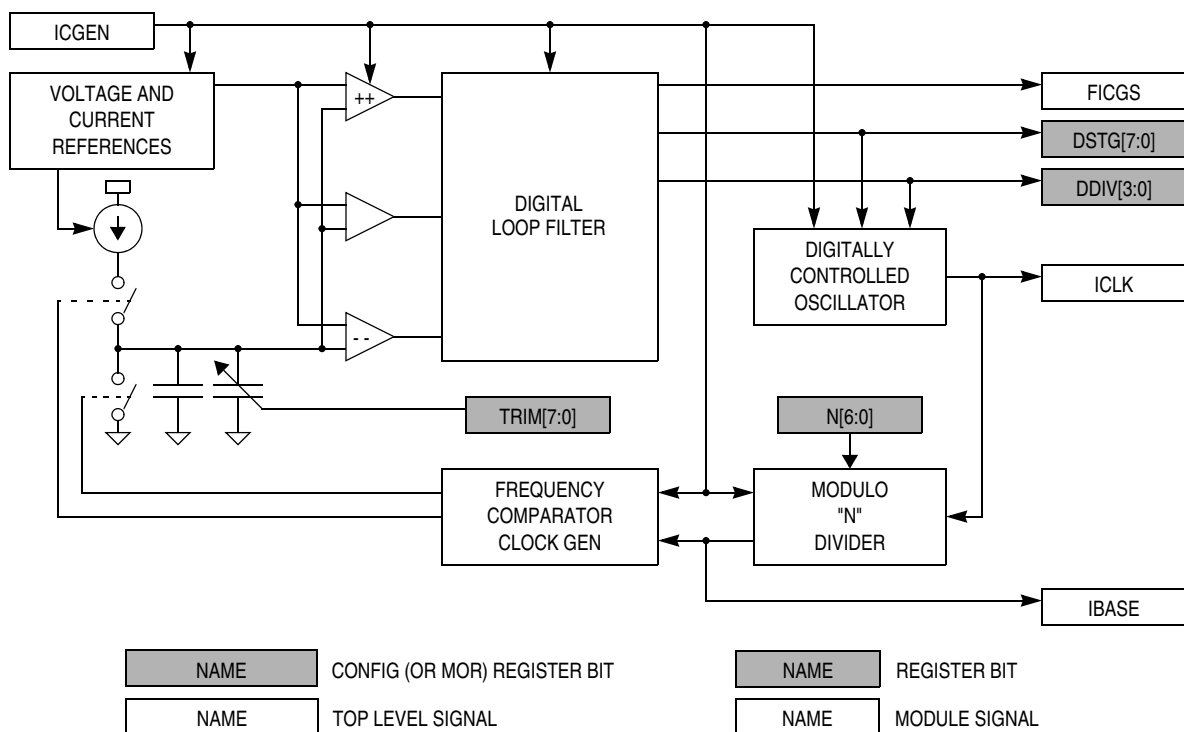 ICGEN
VOLTAGE AND
CURRENT
REFERENCES
++
- -
DIGITAL
LOOP FILTER
FICGS
DSTG[7:0]
DDIV[3:0]
DIGITALLY
CONTROLLED
OSCILLATOR
ICLK
TRIM[7:0]
N[6:0]
FREQUENCY
COMPARATOR
CLOCK GEN
MODULO
"N"
DIVIDER
IBASE
NAME CONFIG (OR MOR) REGISTER BIT
NAME REGISTER BIT
NAME TOP LEVEL SIGNAL
NAME MODULE SIGNAL